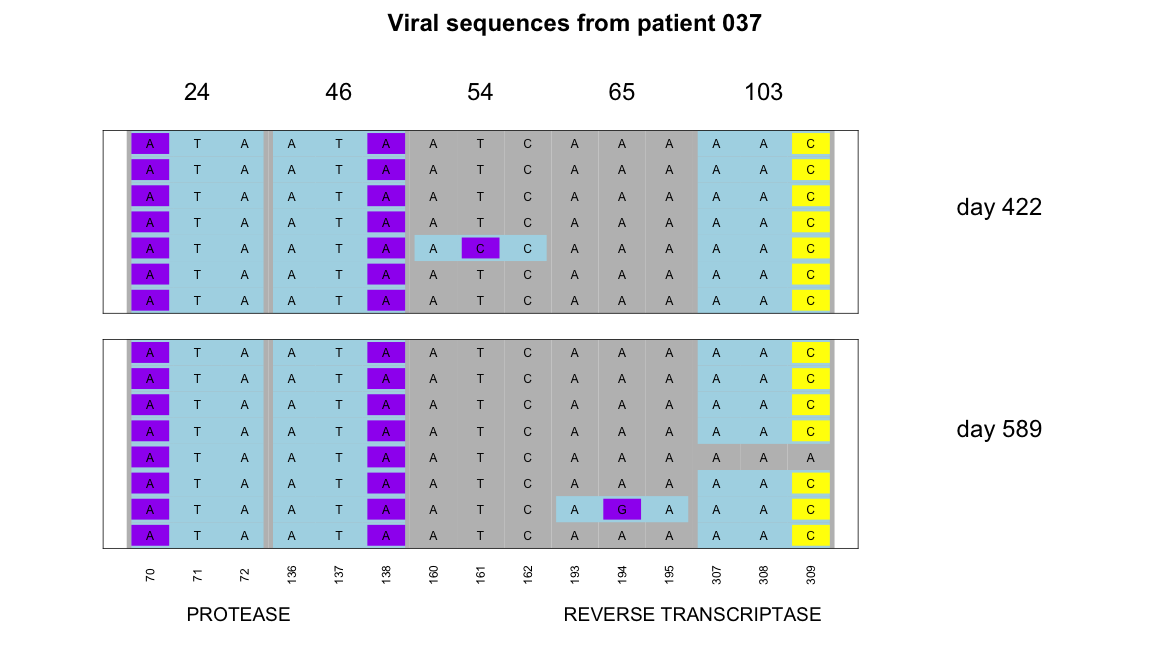 Viral sequences from patient 037
24 46 54 65 103
A T A A T A A T C A A A A A C
A T A A T A A T C A A A A A C
A T A A T A A T C A A A A A C
day 422
A T A A T A A T C A A A A A C
A T A A T A A C C A A A A A C
A T A A T A A T C A A A A A C
A T A A T A A T C A A A A A C
A T A A T A A T C A A A A A C
A T A A T A A T C A A A A A C
A T A A T A A T C A A A A A C
A T A A T A A T C A A A A A C
day 589
A T A A T A A T C A A A A A A
A T A A T A A T C A A A A A C
A T A A T A A T C A G A A A C
A T A A T A A T C A A A A A C
70 71 72 136 137 138 160 161 162 193 194 195 307 308 309
PROTEASE REVERSE TRANSCRIPTASE